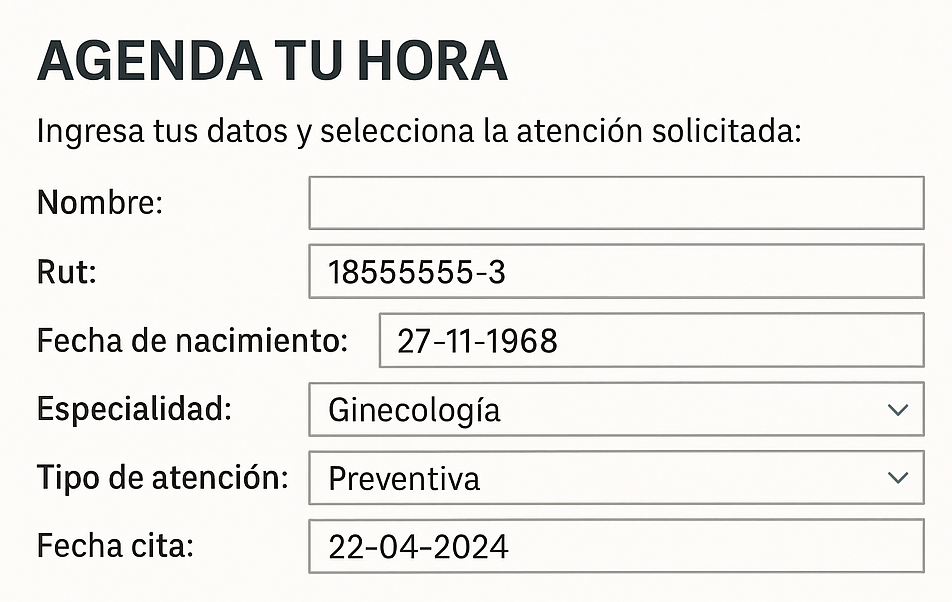 AGENDA TU HORA
Ingresa tus datos y selecciona la atención solicitada:
Nombre:
Rut: 18555555-3
Fecha de nacimiento: 27-11-1968
Especialidad: Ginecología
Tipo de atención: Preventiva
Fecha cita: 22-04-2024